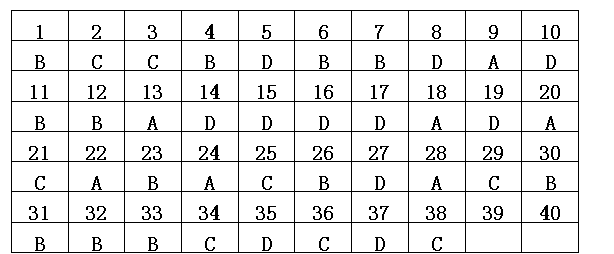 1 2 3 4 5 6 7 8 9 10
B C C B D B B D A D
11 12 13 14 15 16 17 18 19 20
B B A D D D D A D A
21 22 23 24 25 26 27 28 29 30
C A B A C B D A C B
31 32 33 34 35 36 37 38 39 40
B B B C D C D C